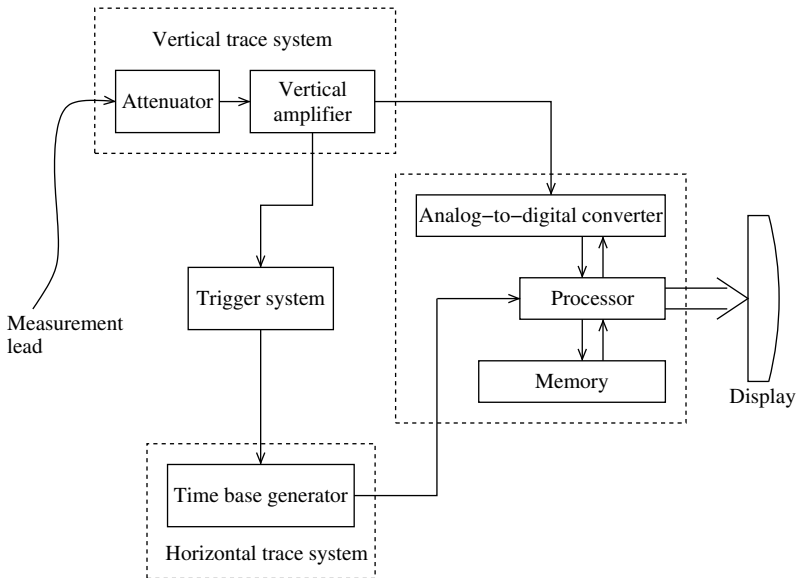 Vertical trace system
Attenuator
Vertical
amplifier
Analog−to−digital converter
Trigger system
Processor
Measurement
lead
Memory
Display
Time base generator
Horizontal trace system